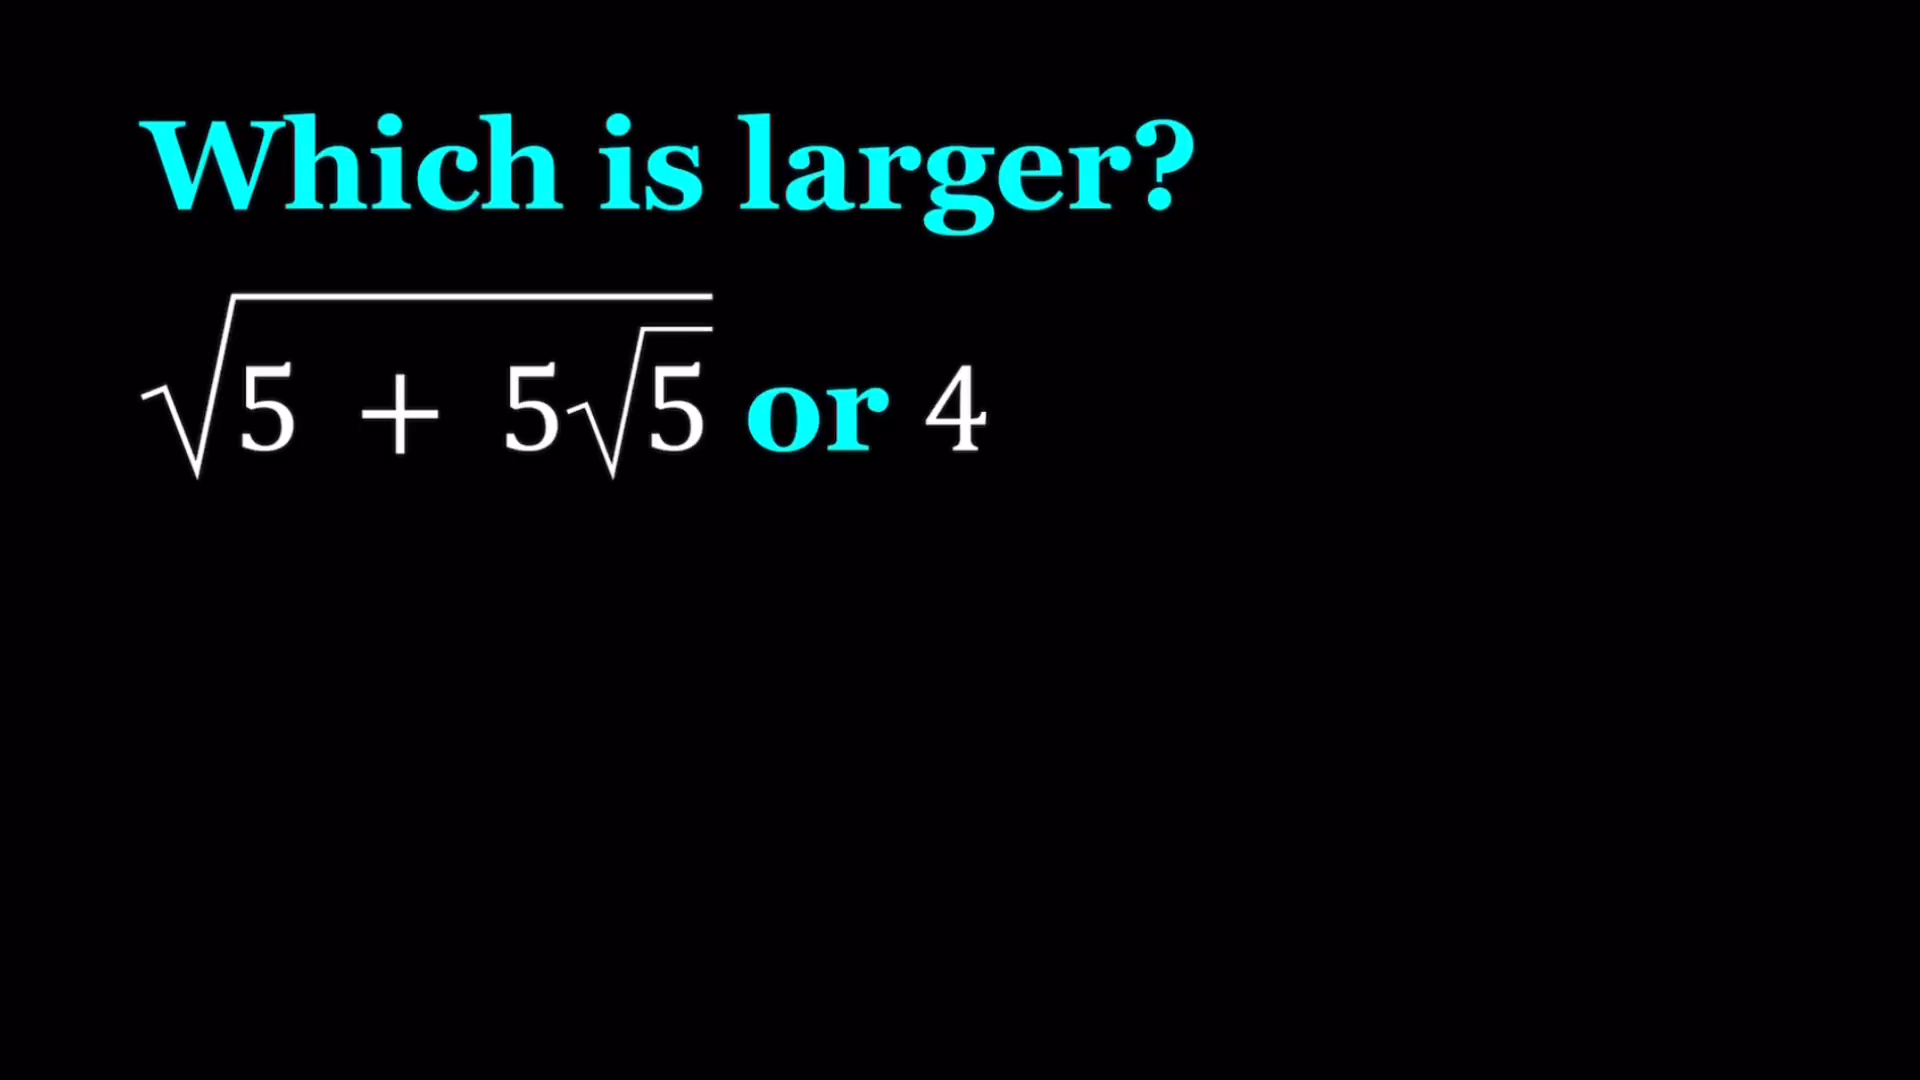 Which is larger?
√(5 + 5√5) or 4